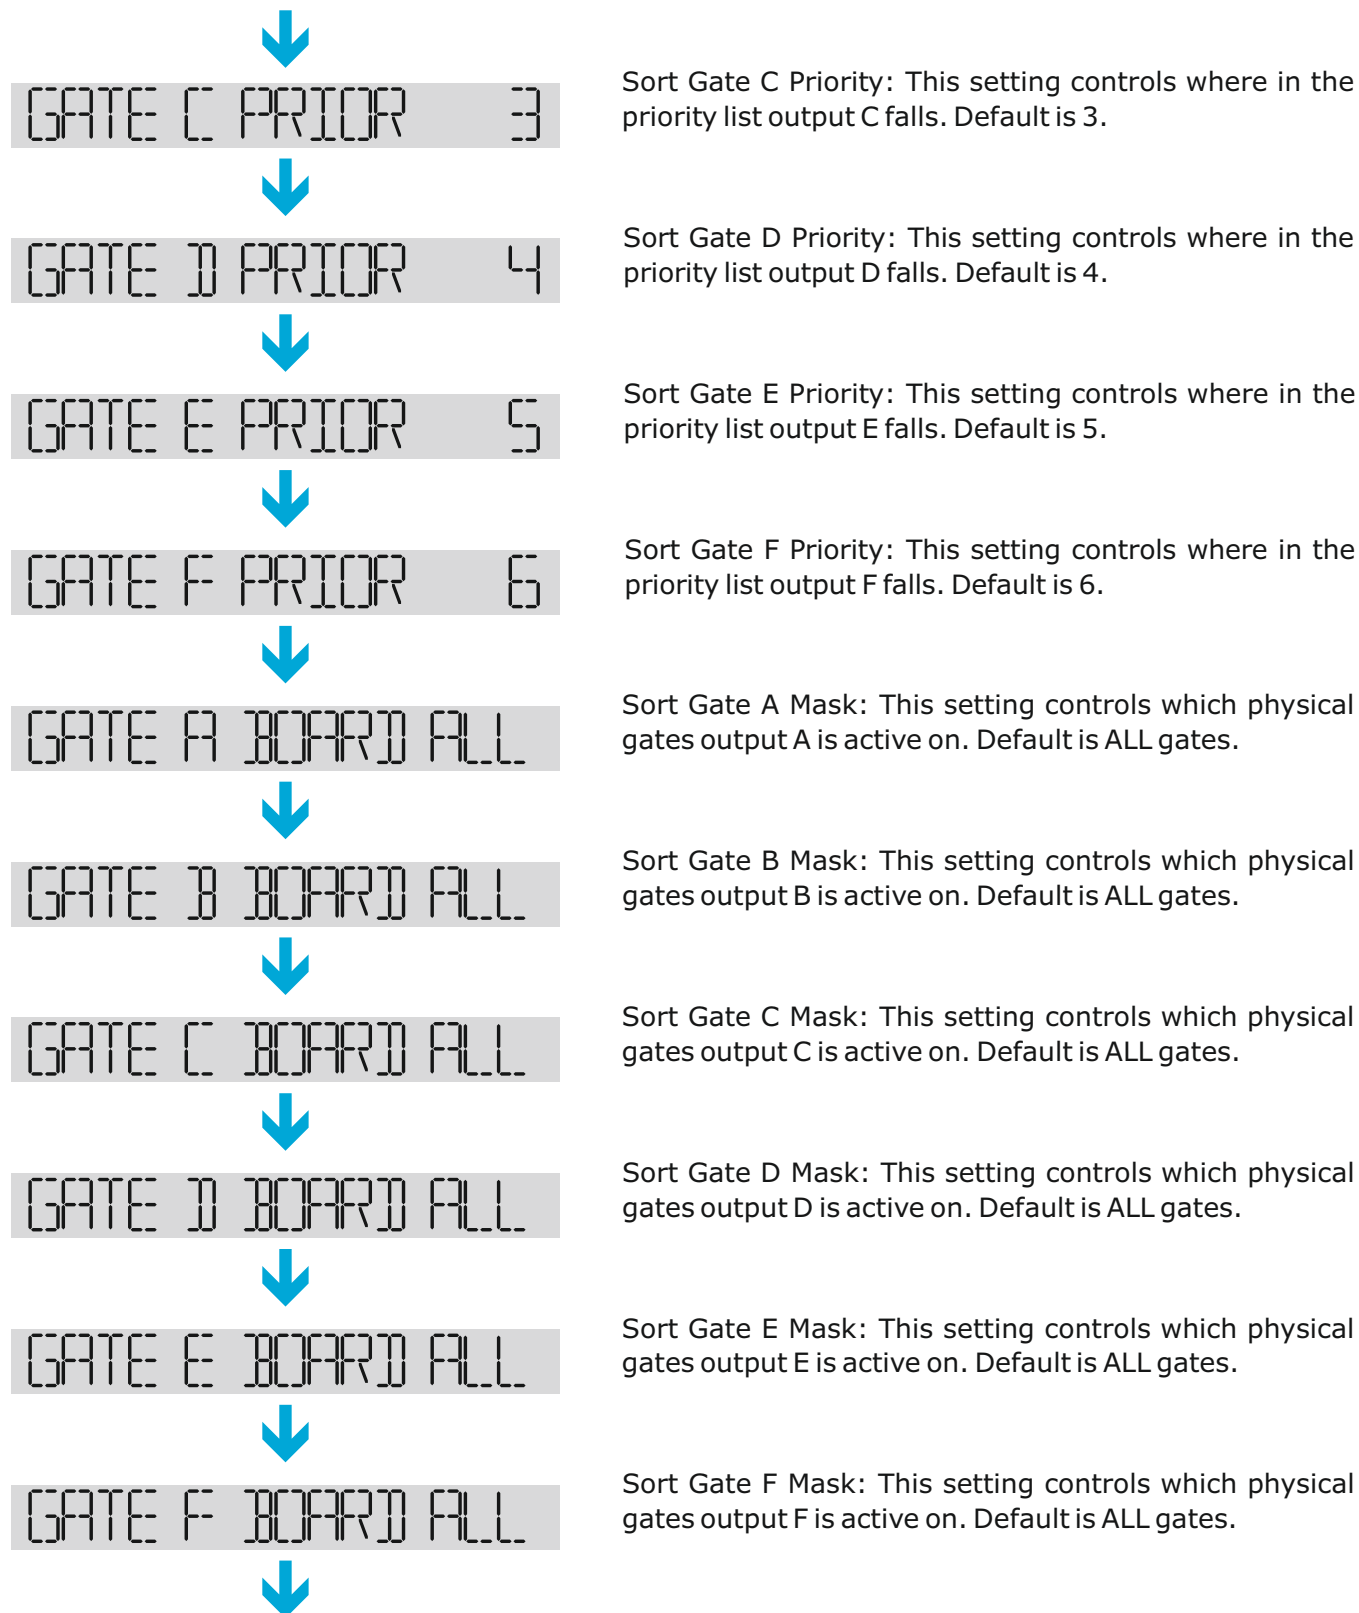 GATE C PRIOR 3
Sort Gate C Priority: This setting controls where in the
priority list output C falls. Default is 3.
GATE D PRIOR 4
Sort Gate D Priority: This setting controls where in the
priority list output D falls. Default is 4.
GATE E PRIOR 5
Sort Gate E Priority: This setting controls where in the
priority list output E falls. Default is 5.
GATE F PRIOR 6
Sort Gate F Priority: This setting controls where in the
priority list output F falls. Default is 6.
GATE A BOARD ALL
Sort Gate A Mask: This setting controls which physical
gates output A is active on. Default is ALL gates.
GATE B BOARD ALL
Sort Gate B Mask: This setting controls which physical
gates output B is active on. Default is ALL gates.
GATE C BOARD ALL
Sort Gate C Mask: This setting controls which physical
gates output C is active on. Default is ALL gates.
GATE D BOARD ALL
Sort Gate D Mask: This setting controls which physical
gates output D is active on. Default is ALL gates.
GATE E BOARD ALL
Sort Gate E Mask: This setting controls which physical
gates output E is active on. Default is ALL gates.
GATE F BOARD ALL
Sort Gate F Mask: This setting controls which physical
gates output F is active on. Default is ALL gates.